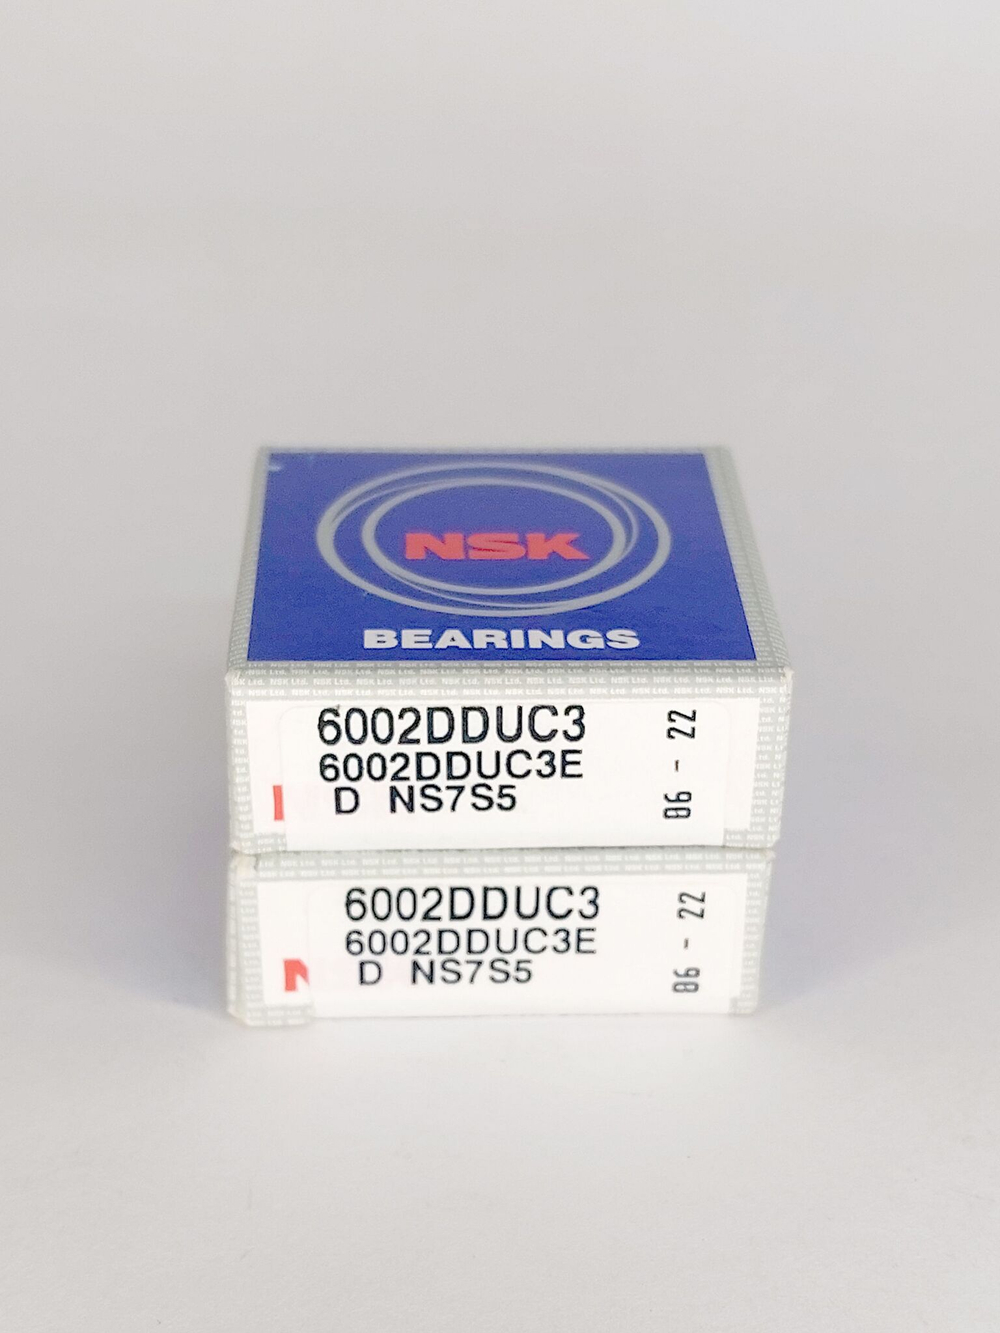 NSK
BEARINGS
6002DDUC3
6002DDUC3E
D NS7S5
06 - 22
6002DDUC3
6002DDUC3E
D NS7S5
06 - 22